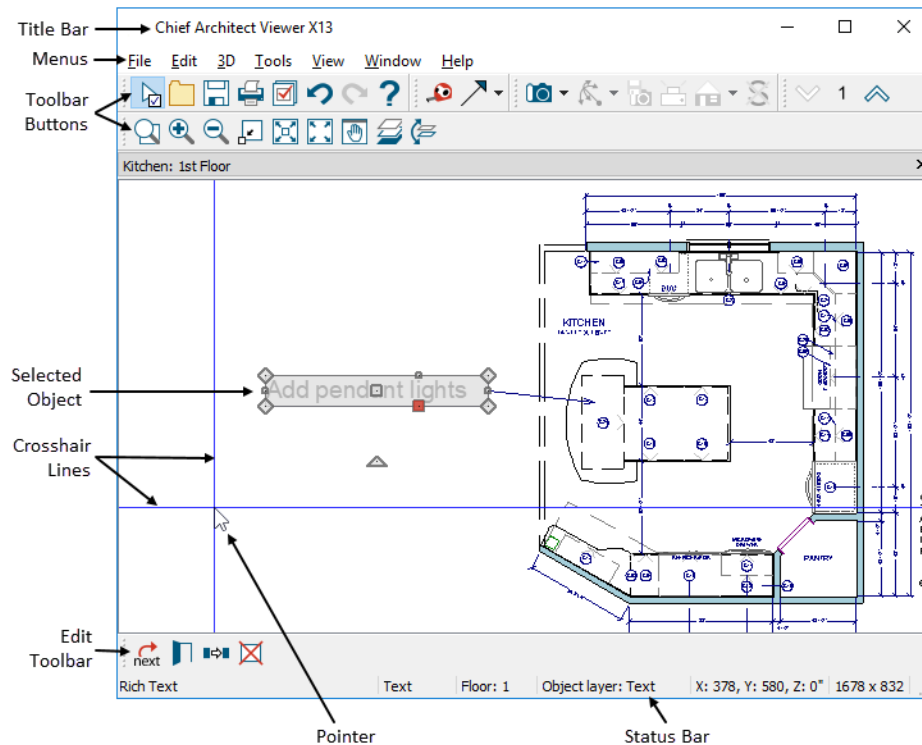 Title Bar
Chief Architect Viewer X13
Menus
File Edit 3D Tools View Window Help
Toolbar
Buttons
1
Kitchen: 1st Floor
KITCHEN
Selected
Object
Add pendant lights
Crosshair
Lines
PANTRY
Edit
Toolbar
next
Rich Text
Text
Floor: 1
Object layer: Text
X: 378, Y: 580, Z: 0"
1678 x 832
Pointer
Status Bar